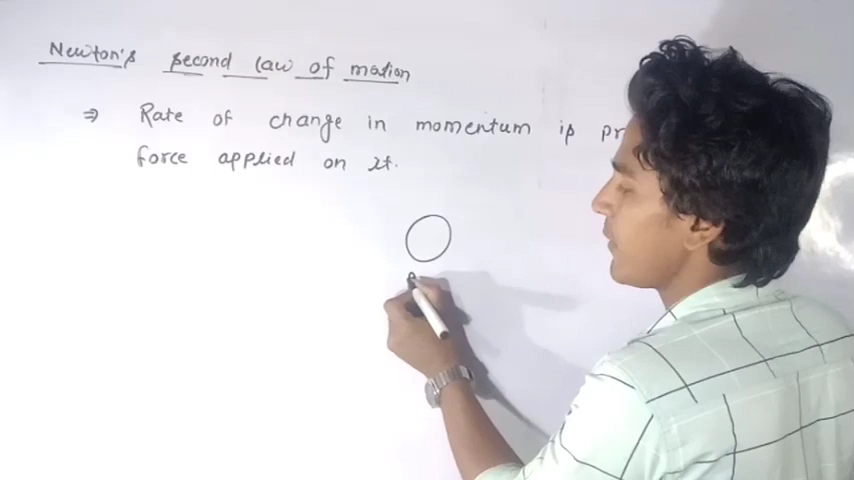 Newton's second law of motion
⇒ Rate of change in momentum is pr
force applied on it.